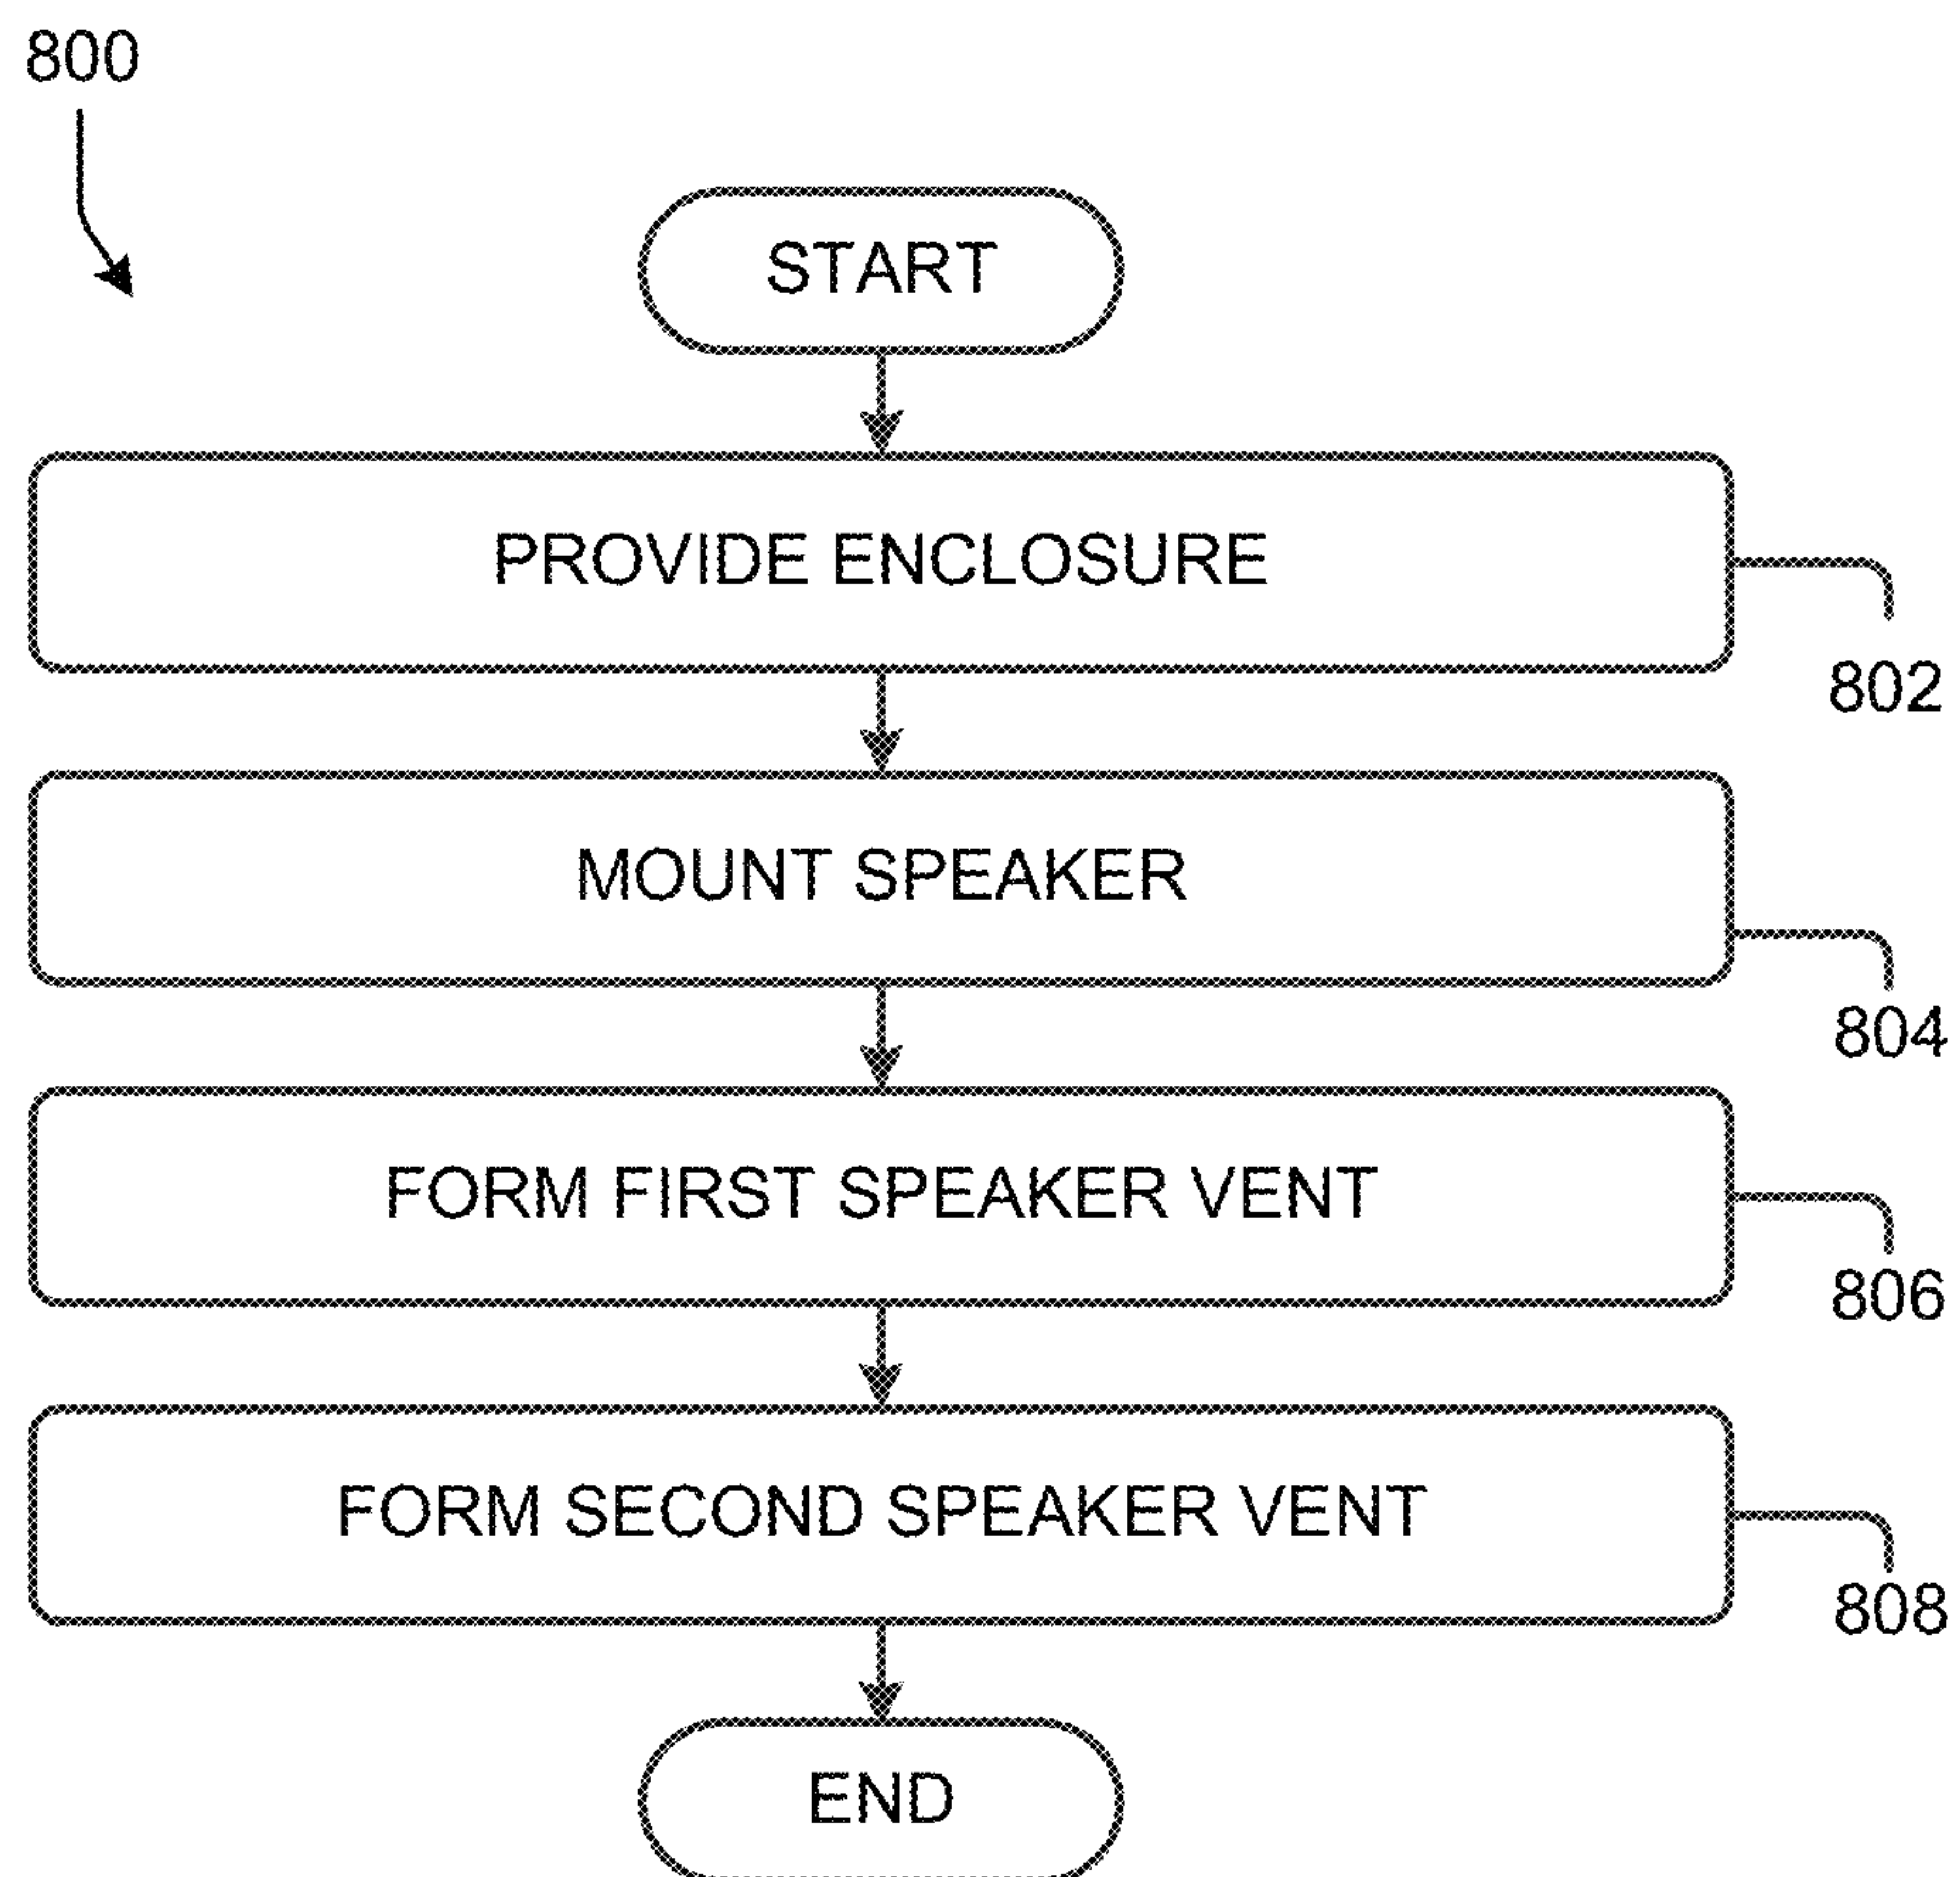 800
START
PROVIDE ENCLOSURE
802
MOUNT SPEAKER
804
FORM FIRST SPEAKER VENT
806
FORM SECOND SPEAKER VENT
808
END